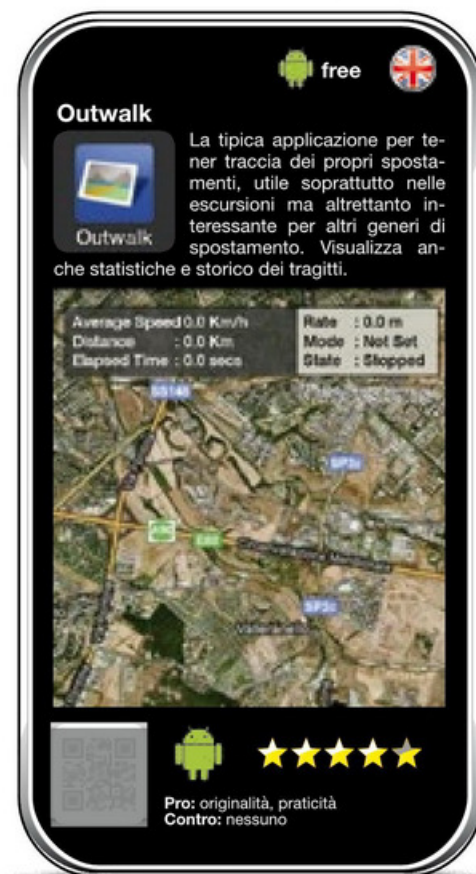 free
Outwalk
La tipica applicazione per te-
ner traccia dei propri sposta-
menti, utile soprattutto nelle
escursioni ma altrettanto in-
teressante per altri generi di
spostamento. Visualizza an-
che statistiche e storico dei tragitti.
Outwalk
Average Speed 0.0 Km/h
Distance : 0.0 Km
Elapsed Time : 0.0 secs
Rate : 0.0 m
Mode : Not Set
State : Stopped
SS148
SP3c
E80
SP3c
Vallerano
Pro: originalità, praticità
Contro: nessuno